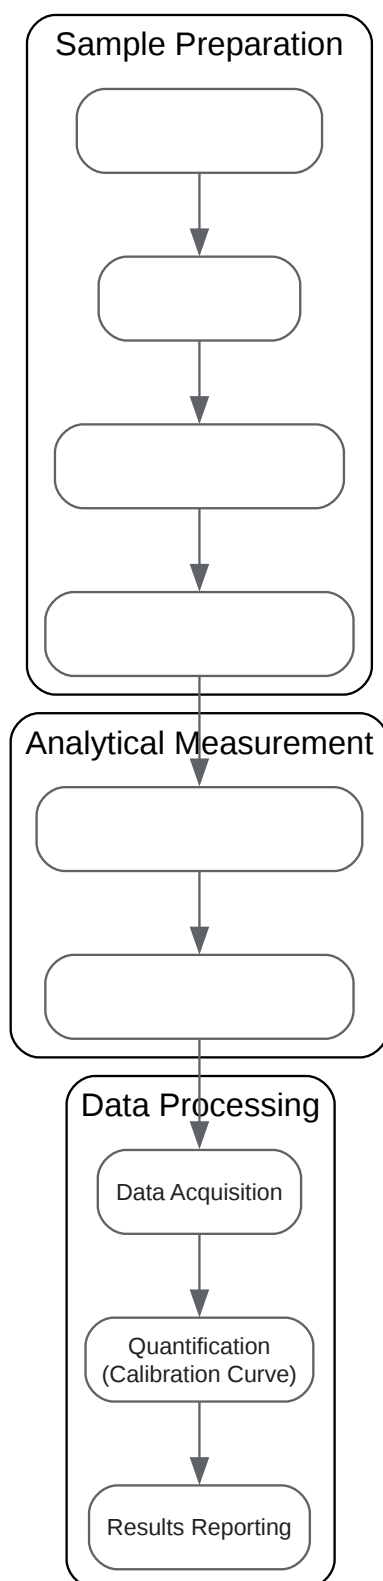 Sample Preparation
Analytical Measurement
Data Processing
Data Acquisition
Quantification
(Calibration Curve)
Results Reporting